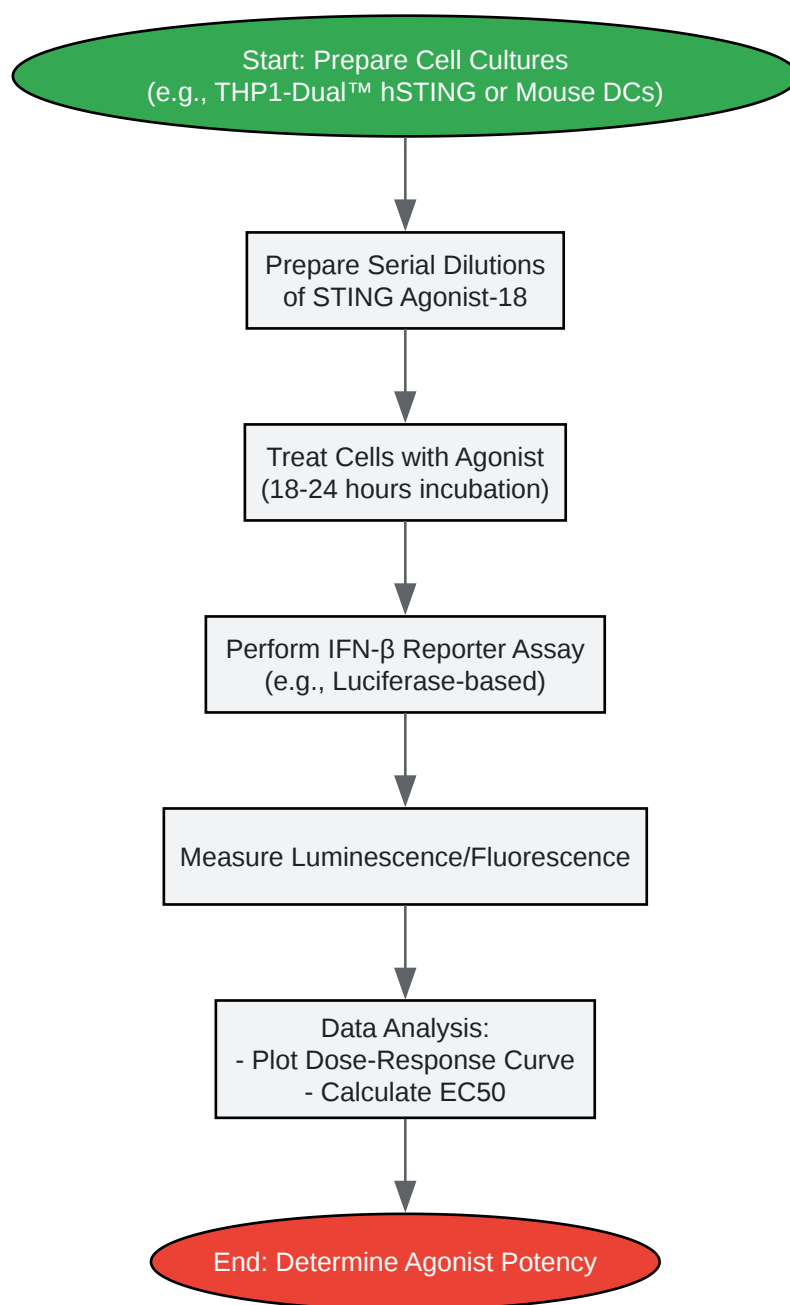 Start: Prepare Cell Cultures
(e.g., THP1-Dual™ hSTING or Mouse DCs)
Prepare Serial Dilutions
of STING Agonist-18
Treat Cells with Agonist
(18-24 hours incubation)
Perform IFN-β Reporter Assay
(e.g., Luciferase-based)
Measure Luminescence/Fluorescence
Data Analysis:
- Plot Dose-Response Curve
- Calculate EC50
End: Determine Agonist Potency